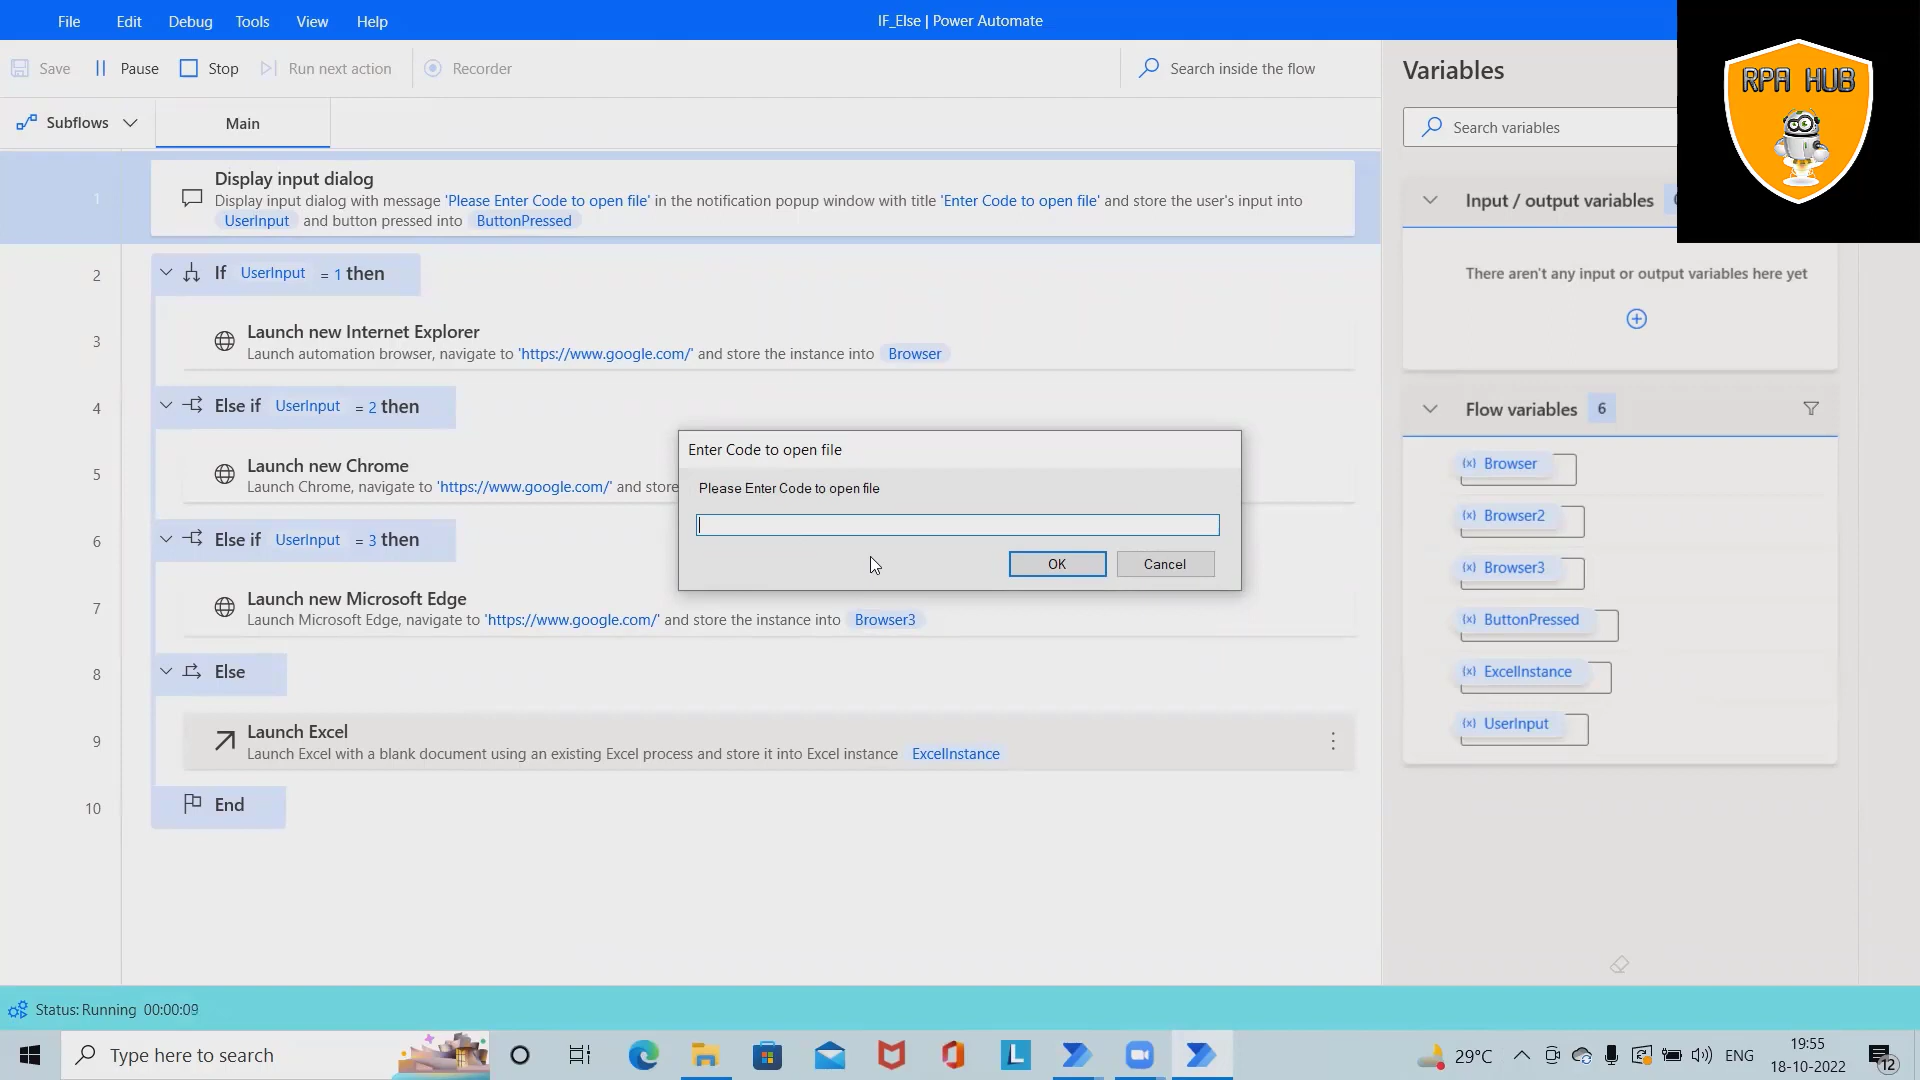 File Edit Debug Tools View Help
IF_Else | Power Automate
Save Pause Stop Run next action Recorder
Search inside the flow
Subflows
Main
1
Display input dialog
Display input dialog with message 'Please Enter Code to open file' in the notification popup window with title 'Enter Code to open file' and store the user's input into
UserInput and button pressed into ButtonPressed
2
If UserInput = 1 then
3
Launch new Internet Explorer
Launch automation browser, navigate to 'https://www.google.com/' and store the instance into Browser
4
Else if UserInput = 2 then
5
Launch new Chrome
Launch Chrome, navigate to 'https://www.google.com/' and store
6
Else if UserInput = 3 then
7
Launch new Microsoft Edge
Launch Microsoft Edge, navigate to 'https://www.google.com/' and store the instance into Browser3
8
Else
9
Launch Excel
Launch Excel with a blank document using an existing Excel process and store it into Excel instance ExcelInstance
10
End
Enter Code to open file
Please Enter Code to open file
OK Cancel
Variables
Search variables
Input / output variables
There aren't any input or output variables here yet
Flow variables 6
(x) Browser
(x) Browser2
(x) Browser3
(x) ButtonPressed
(x) ExcelInstance
(x) UserInput
RPA HUB
Status: Running 00:00:09
Type here to search
L
29°C
ENG
19:55
18-10-2022
12